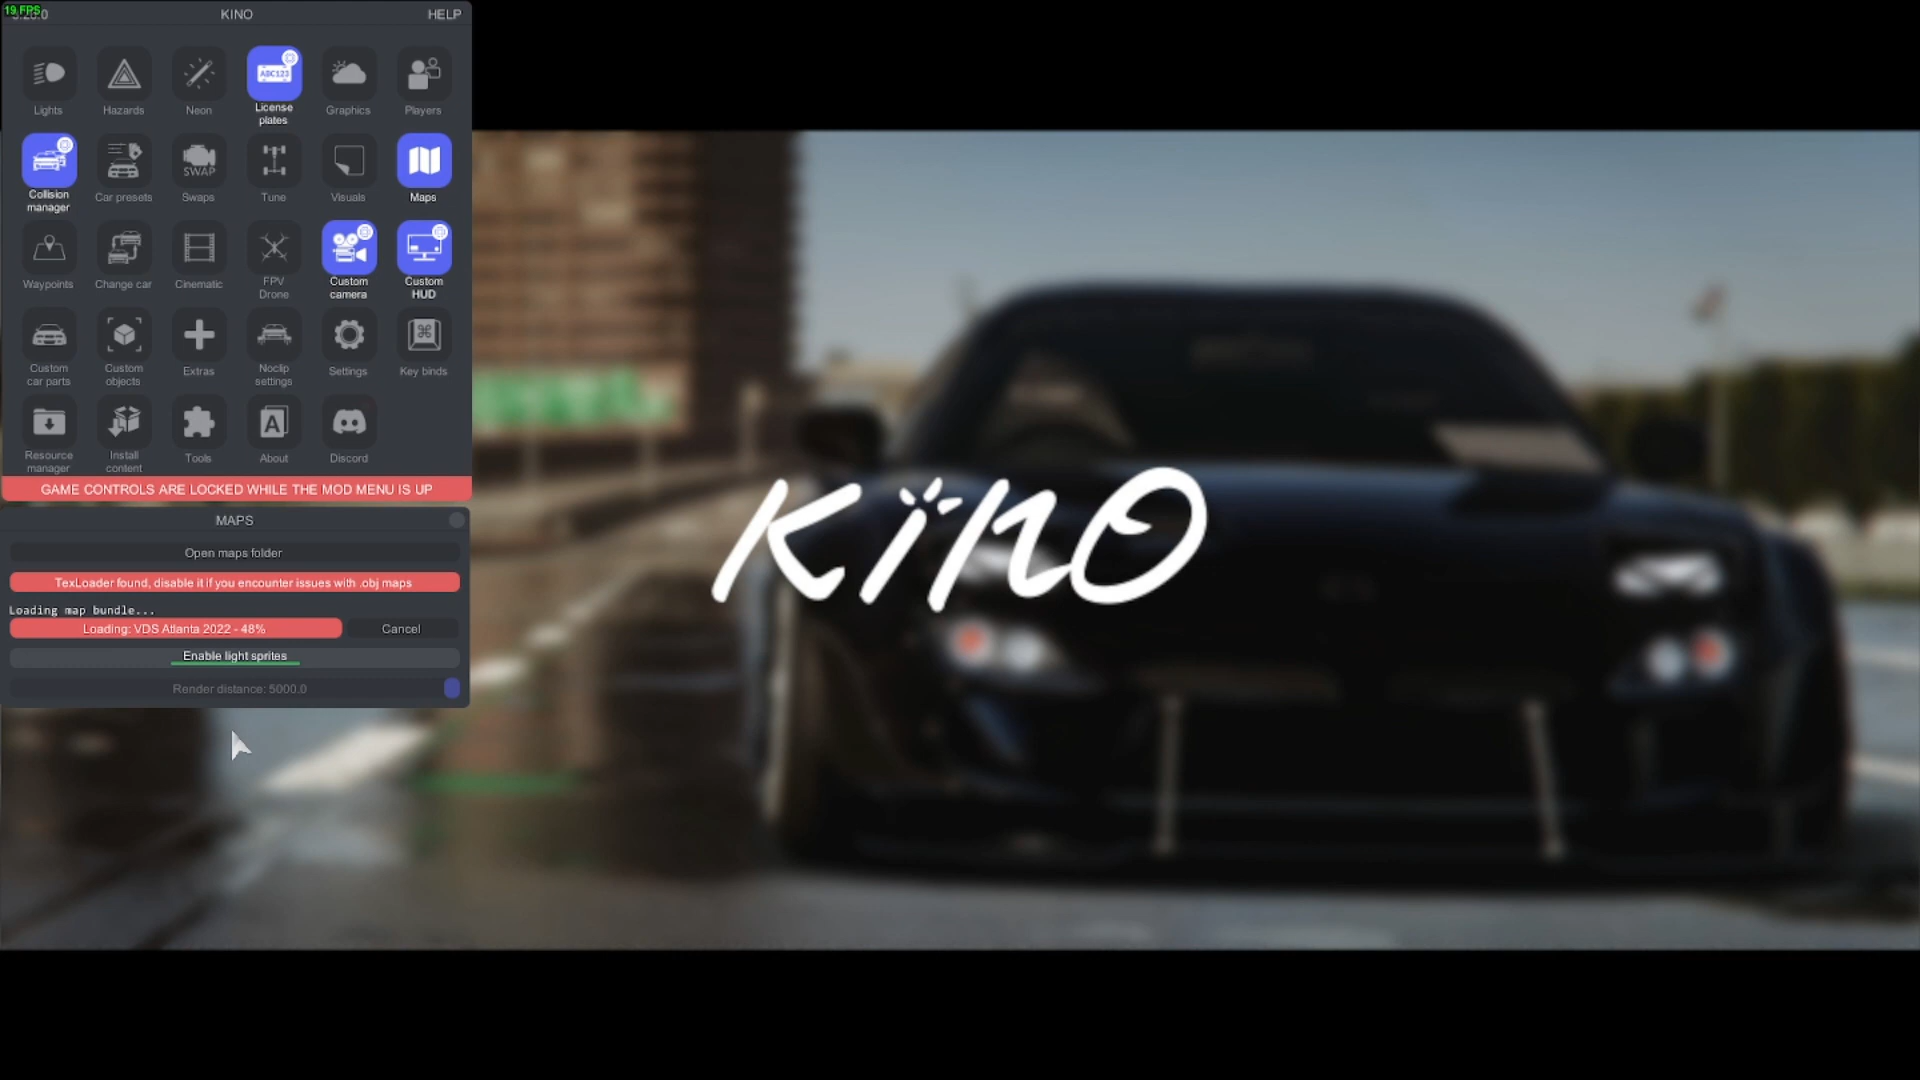 19 FPS
KINO
HELP
Lights
Hazards
ABC123
Neon
License
plates
Graphics
Players
Collision
manager
Car presets
SWAP
Swaps
Tune
Visuals
Maps
Waypoints
Change car
Cinematic
FPV
Drone
Custom
camera
Custom
HUD
Custom
car parts
Custom
objects
Extras
Noclip
settings
Settings
Key binds
Resource
manager
Install
content
Tools
A
About
Discord
GAME CONTROLS ARE LOCKED WHILE THE MOD MENU IS UP
MAPS
Open maps folder
TexLoader found, disable it if you encounter issues with .obj maps
Loading map bundle...
Loading: VDS Atlanta 2022 - 48%
Cancel
Enable light sprites
Render distance: 5000.0
KinO